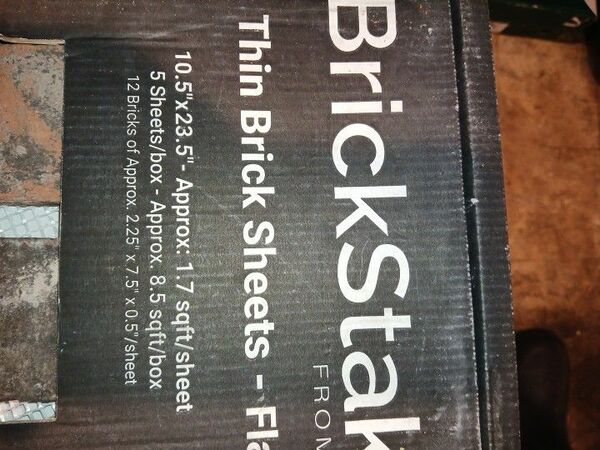 BrickStak
FROM
Thin Brick Sheets - Fla
10.5"x23.5"- Approx: 1.7 sqft/sheet
5 Sheets/box - Approx. 8.5 sqft/box
12 Bricks of Approx. 2.25" x 7.5" x 0.5"/sheet